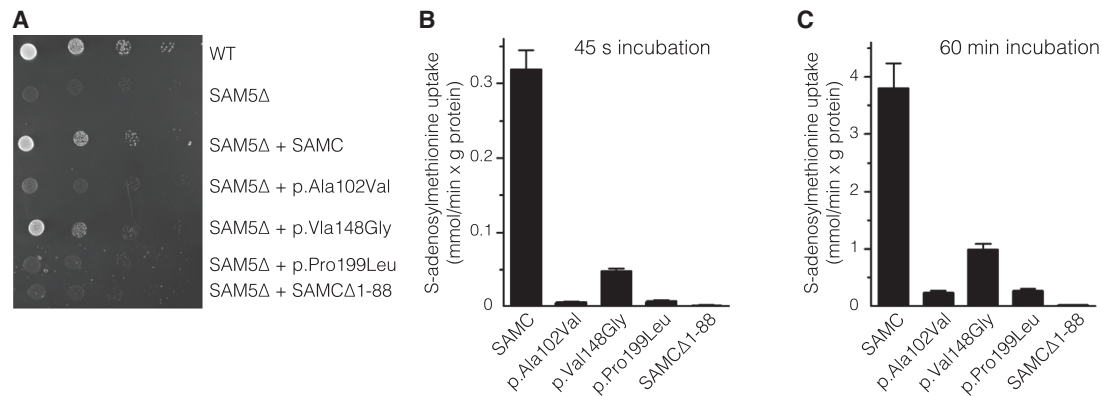 A
WT
SAM5Δ
SAM5Δ + SAMC
SAM5Δ + p.Ala102Val
SAM5Δ + p.Vla148Gly
SAM5Δ + p.Pro199Leu
SAM5Δ + SAMCΔ1-88
B
45 s incubation
S-adenosylmethionine uptake
(mmol/min x g protein)
0.3
0.2
0.1
0
SAMC
p.Ala102Val
p.Val148Gly
p.Pro199Leu
SAMCΔ1-88
C
60 min incubation
S-adenosylmethionine uptake
(mmol/min x g protein)
4
3
2
1
0
SAMC
p.Ala102Val
p.Val148Gly
p.Pro199Leu
SAMCΔ1-88